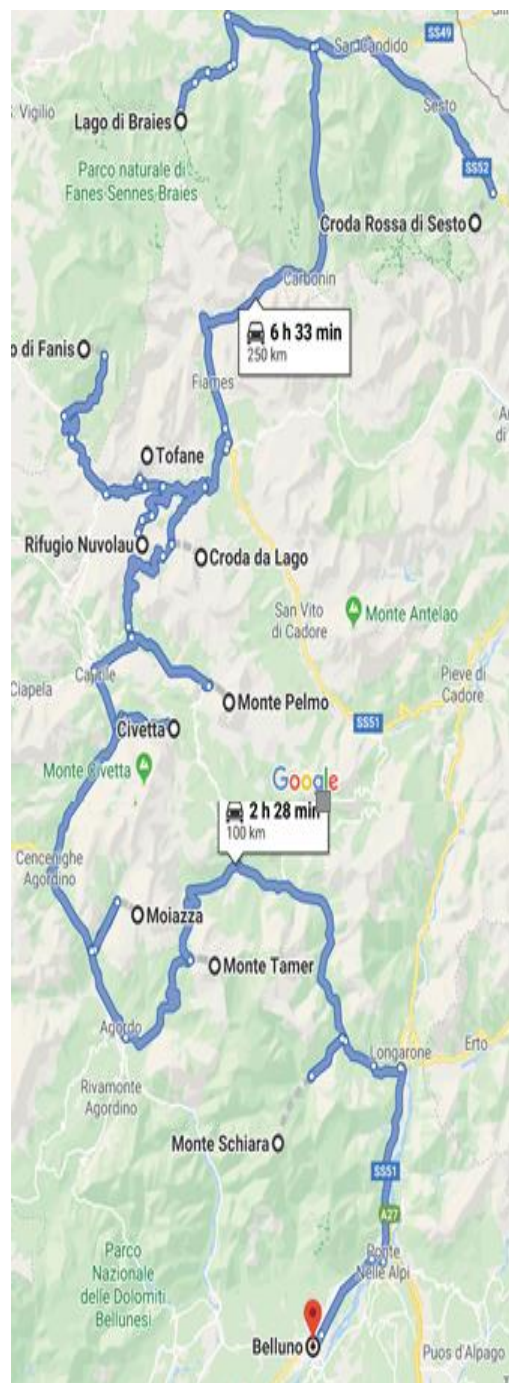 SS49
San Candido
S. Vigilio
Sesto
Lago di Braies
Parco naturale di
Fanes-Sennes-Braies
SS52
Croda Rossa di Sesto
Carbonin
6 h 33 min
250 km
o di Fanis
Fiames
Tofane
Rifugio Nuvolau
Croda da Lago
San Vito
di Cadore
Monte Antelao
Caprile
Ciapela
Pieve di
Cadore
Monte Pelmo
SS51
Civetta
Monte Civetta
Google
2 h 28 min
100 km
Cencenighe
Agordino
Moiazza
Monte Tamer
Agordo
Longarone
Erto
Rivamonte
Agordino
Monte Schiara
SS51
A27
Parco
Nazionale
delle Dolomiti
Bellunesi
Ponte
Nelle Alpi
Belluno
Puos d'Alpago